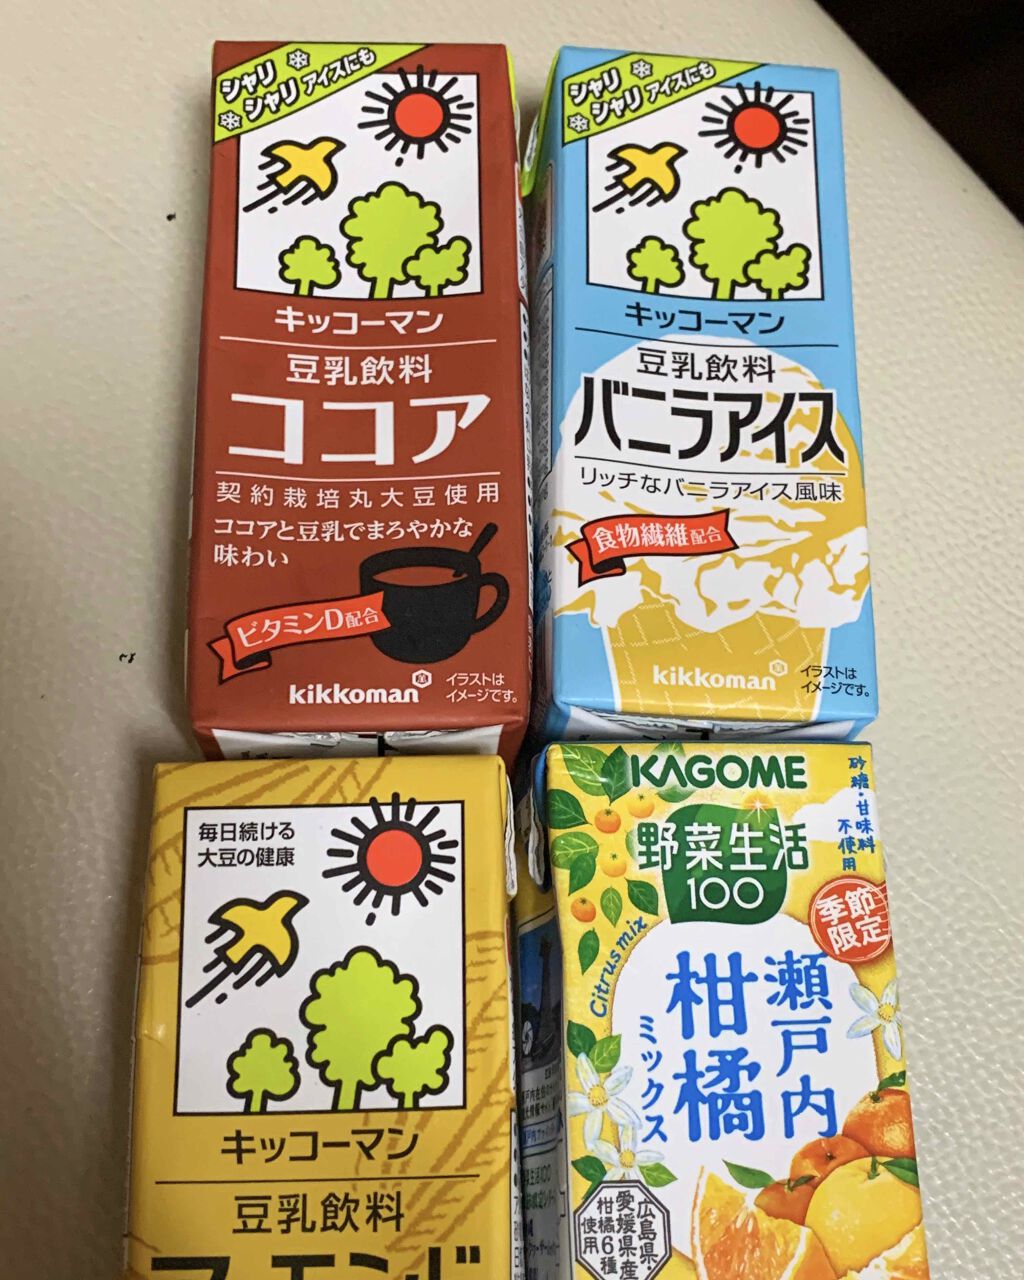 シャリ
シャリ アイスにも
キッコーマン
豆乳飲料
ココア
契約栽培丸大豆使用
ココアと豆乳でまろやかな
味わい
ビタミンD配合
kikkoman
イラストは
イメージです。
シャリ
シャリ アイスにも
キッコーマン
豆乳飲料
バニラアイス
リッチなバニラアイス風味
食物繊維配合
kikkoman
イラストは
イメージです。
毎日続ける
大豆の健康
キッコーマン
豆乳飲料
KAGOME
野菜生活
100
砂糖・甘味料
不使用
季節
限定
Citrus mix
瀬戸内
柑橘
ミックス
広島県・
愛媛県産
柑橘6種
使用